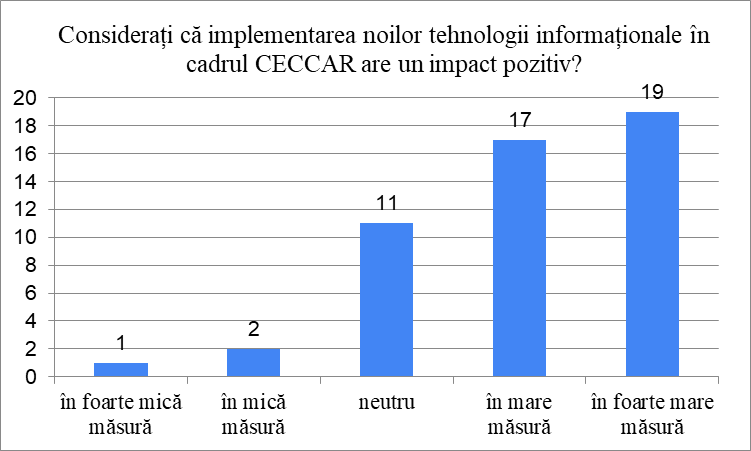 Considerați că implementarea noilor tehnologii informaționale în
cadrul CECCAR are un impact pozitiv?
20
18
16
14
12
10
8
6
4
2
0
1
2
11
17
19
în foarte mică
măsură
în mică
măsură
neutru
în mare
măsură
în foarte mare
măsură